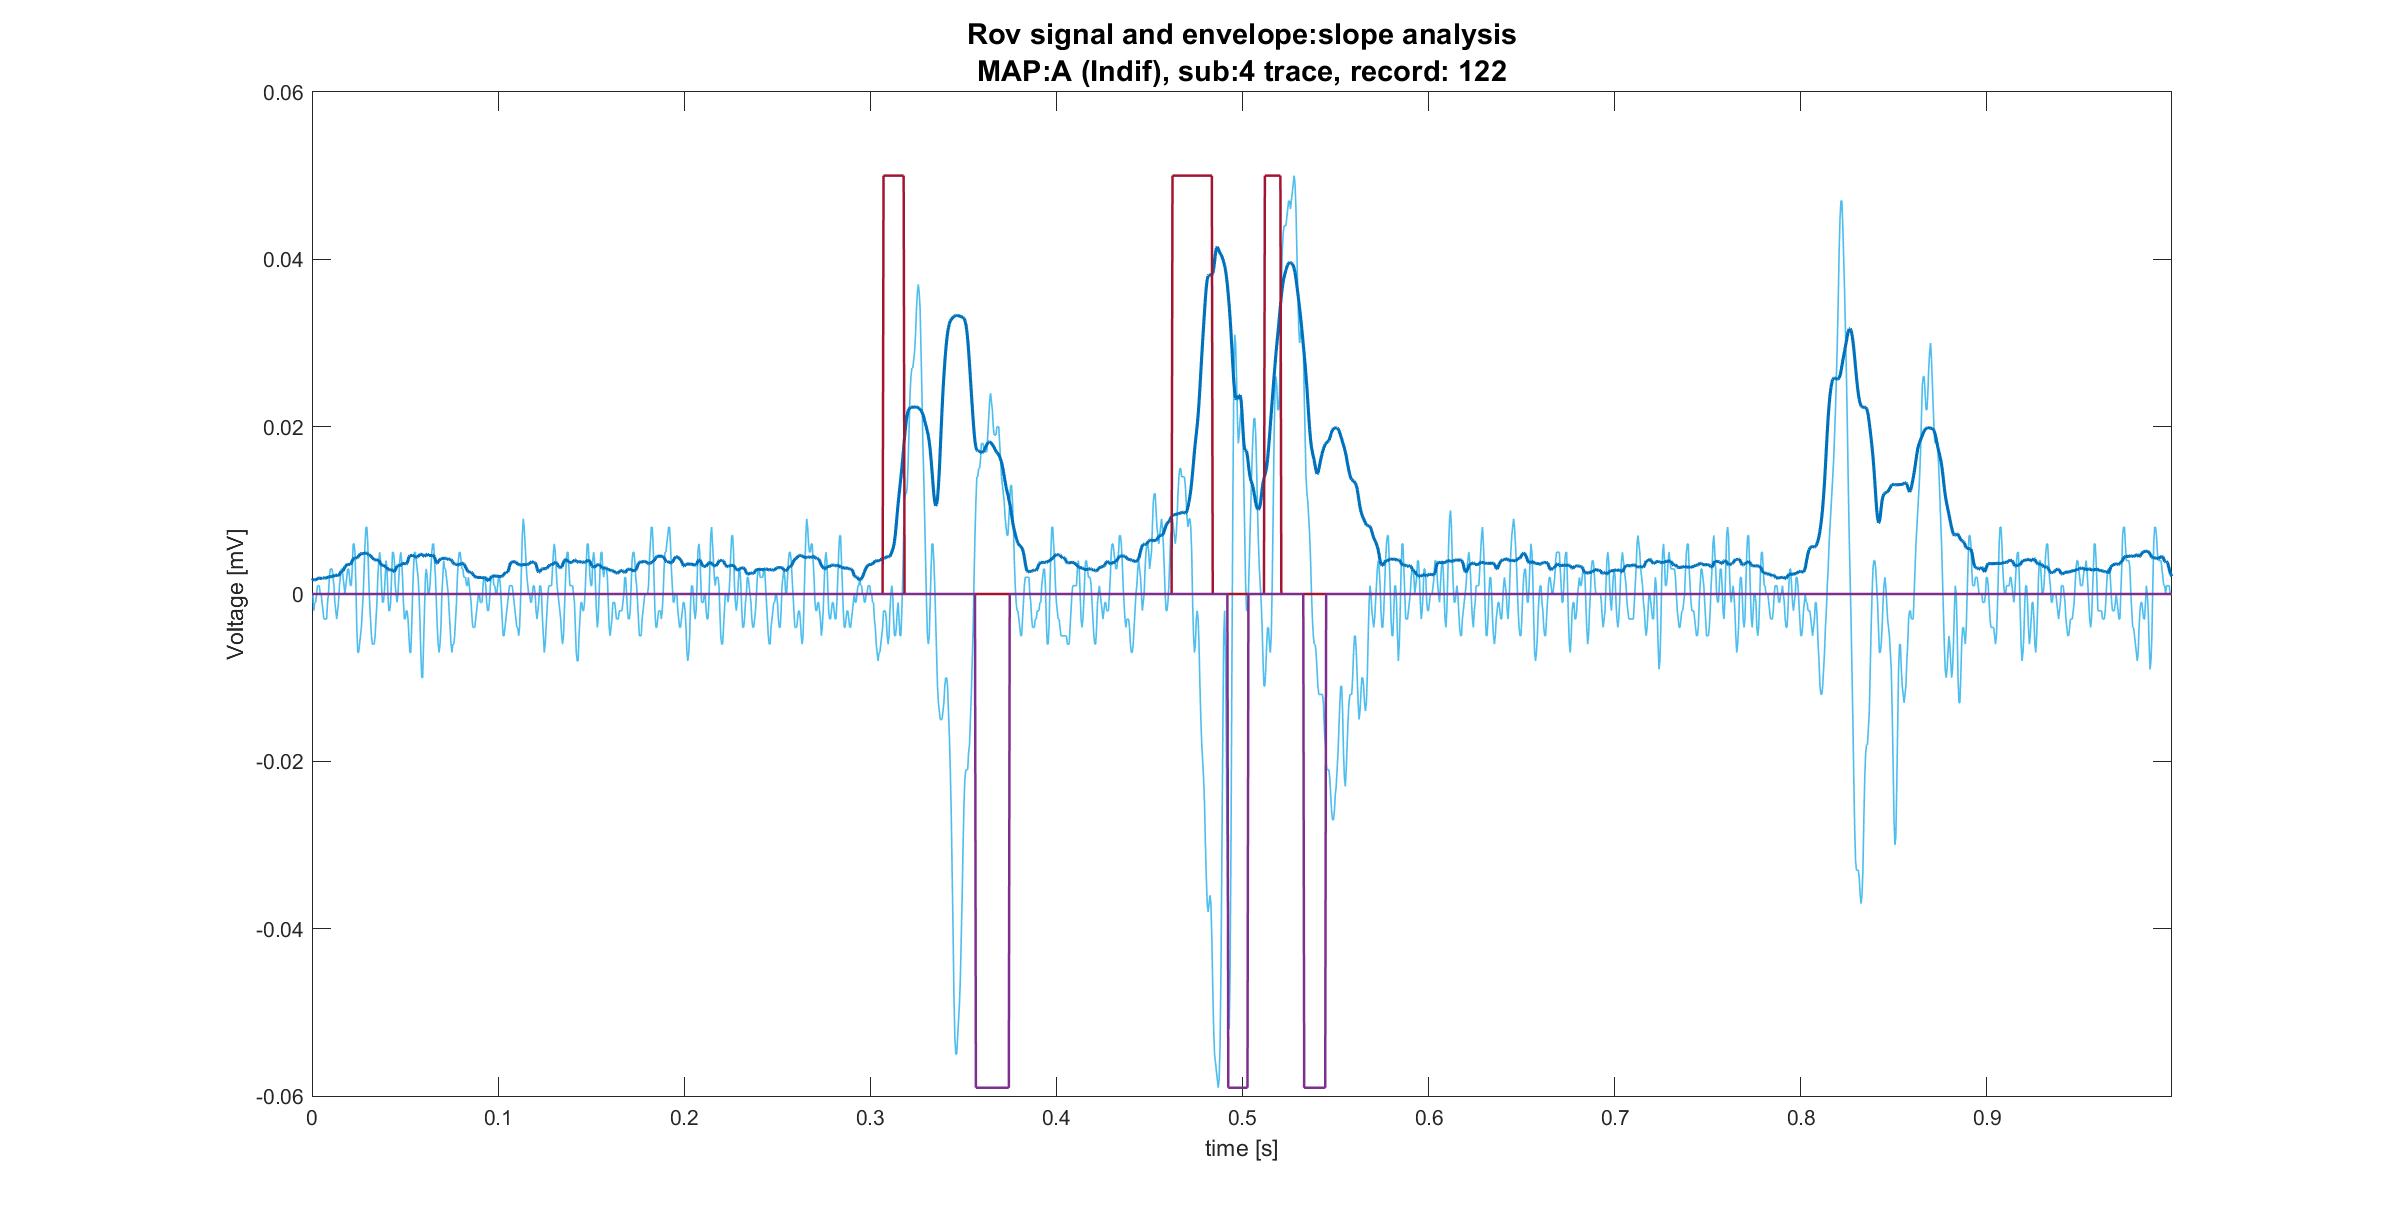 Rov signal and envelope:slope analysis
MAP:A (Indif), sub:4 trace, record: 122
0.06
0.04
0.02
0
-0.02
-0.04
-0.06
Voltage [mV]
0 0.1 0.2 0.3 0.4 0.5 0.6 0.7 0.8 0.9
time [s]